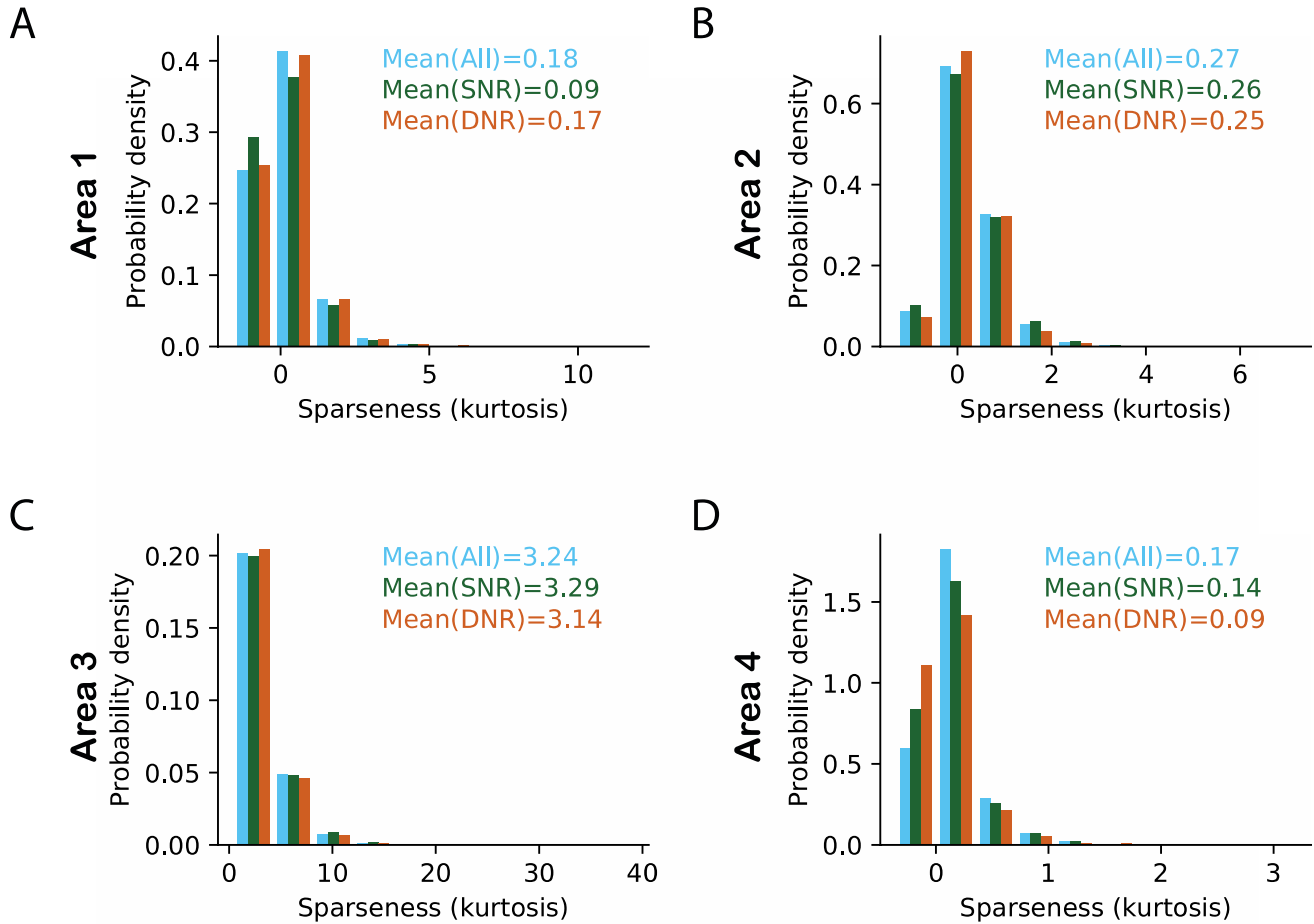 A
Area 1
Probability density
0.4
0.3
0.2
0.1
0.0
Mean(All)=0.18
Mean(SNR)=0.09
Mean(DNR)=0.17
0 5 10
Sparseness (kurtosis)
B
Area 2
Probability density
0.6
0.4
0.2
0.0
Mean(All)=0.27
Mean(SNR)=0.26
Mean(DNR)=0.25
0 2 4 6
Sparseness (kurtosis)
C
Area 3
Probability density
0.20
0.15
0.10
0.05
0.00
Mean(All)=3.24
Mean(SNR)=3.29
Mean(DNR)=3.14
0 10 20 30 40
Sparseness (kurtosis)
D
Area 4
Probability density
1.5
1.0
0.5
0.0
Mean(All)=0.17
Mean(SNR)=0.14
Mean(DNR)=0.09
0 1 2 3
Sparseness (kurtosis)